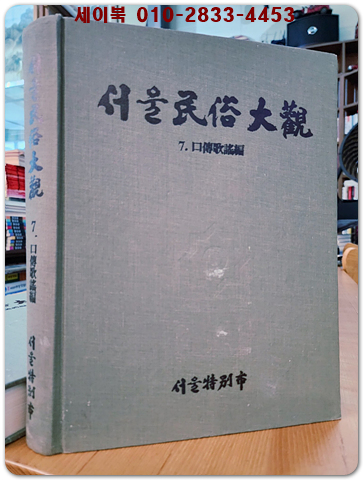 세이북 010-2833-4453
서울民俗大觀
7. 口傳歌謠編
서울特別市
서울民俗大觀
7. 口傳歌謠編
서울特別市